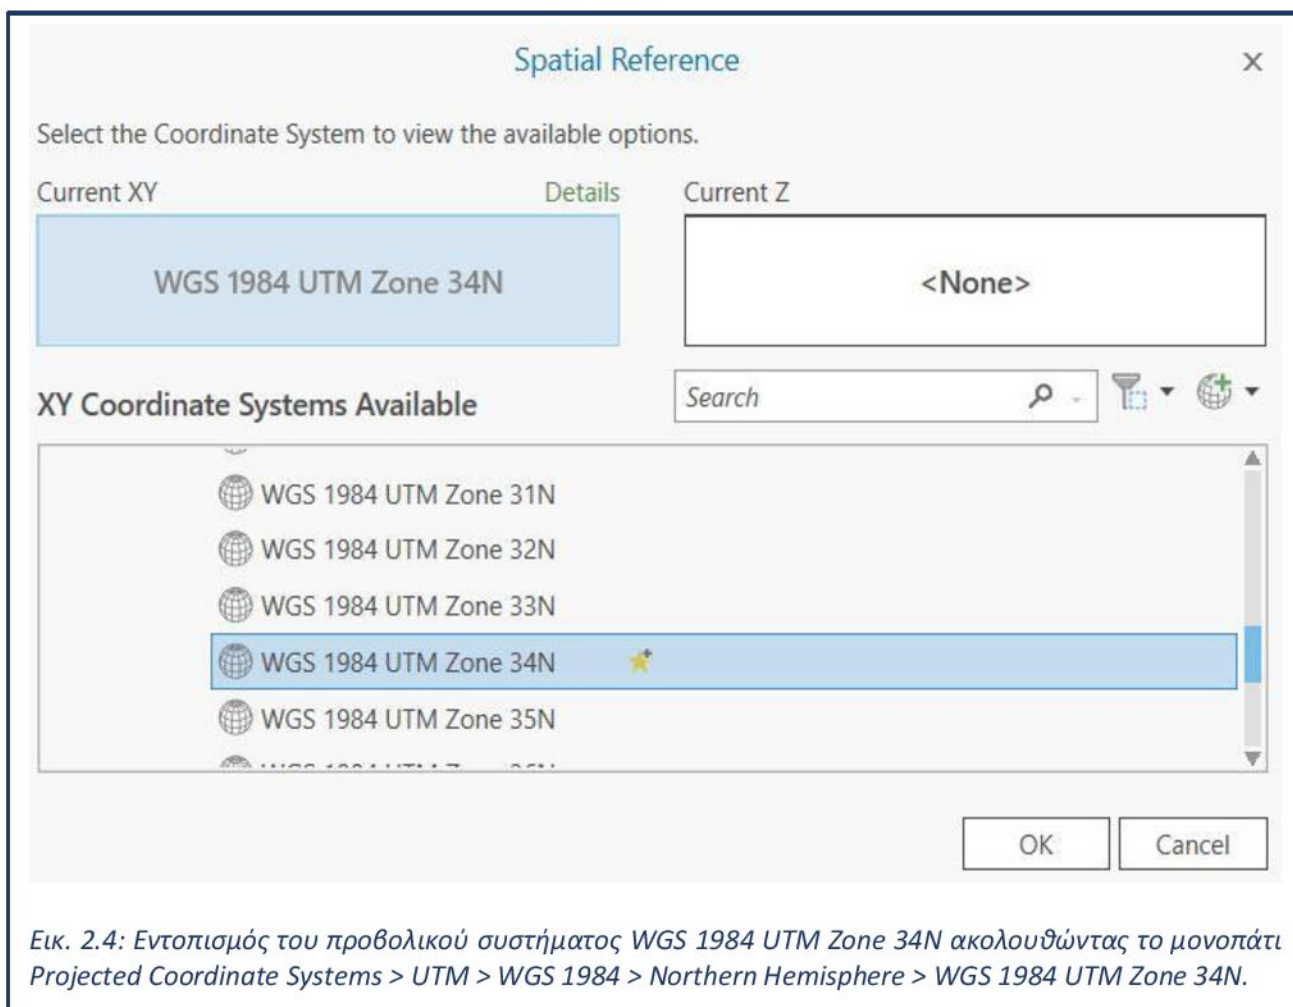 Spatial Reference
Select the Coordinate System to view the available options.
Current XY Details Current Z
WGS 1984 UTM Zone 34N <None>
XY Coordinate Systems Available Search
WGS 1984 UTM Zone 31N
WGS 1984 UTM Zone 32N
WGS 1984 UTM Zone 33N
WGS 1984 UTM Zone 34N
WGS 1984 UTM Zone 35N
OK Cancel
Εικ. 2.4: Εντοπισμός του προβολικού συστήματος WGS 1984 UTM Zone 34N ακολουθώντας το μονοπάτι
Projected Coordinate Systems > UTM > WGS 1984 > Northern Hemisphere > WGS 1984 UTM Zone 34N.